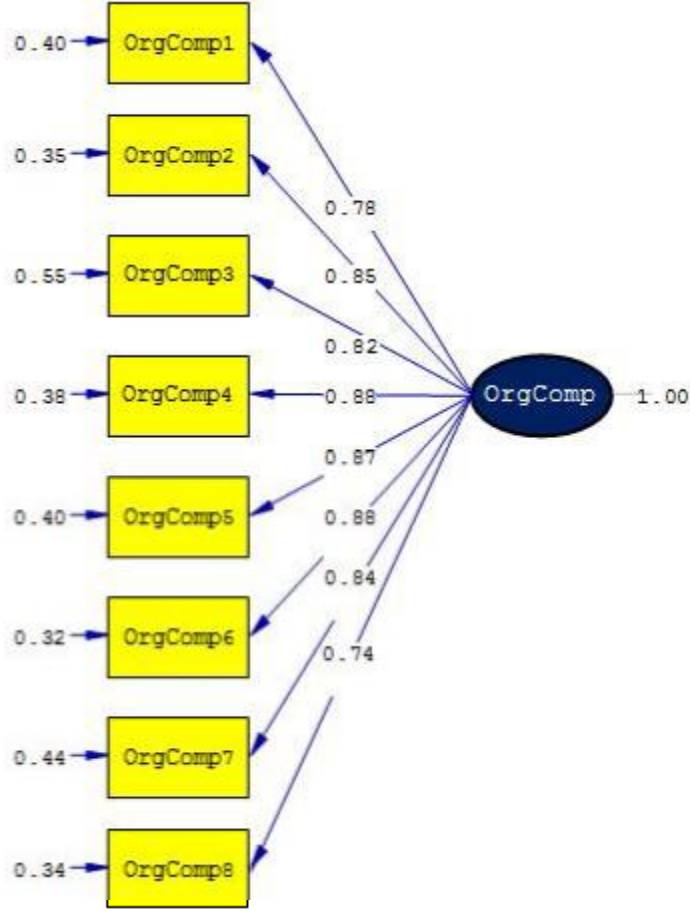 0.40 OrgComp1
0.35 OrgComp2
0.78
0.55 OrgComp3
0.85
0.82
0.38 OrgComp4 0.88 OrgComp 1.00
0.87
0.40 OrgComp5 0.88
0.84
0.32 OrgComp6
0.74
0.44 OrgComp7
0.34 OrgComp8